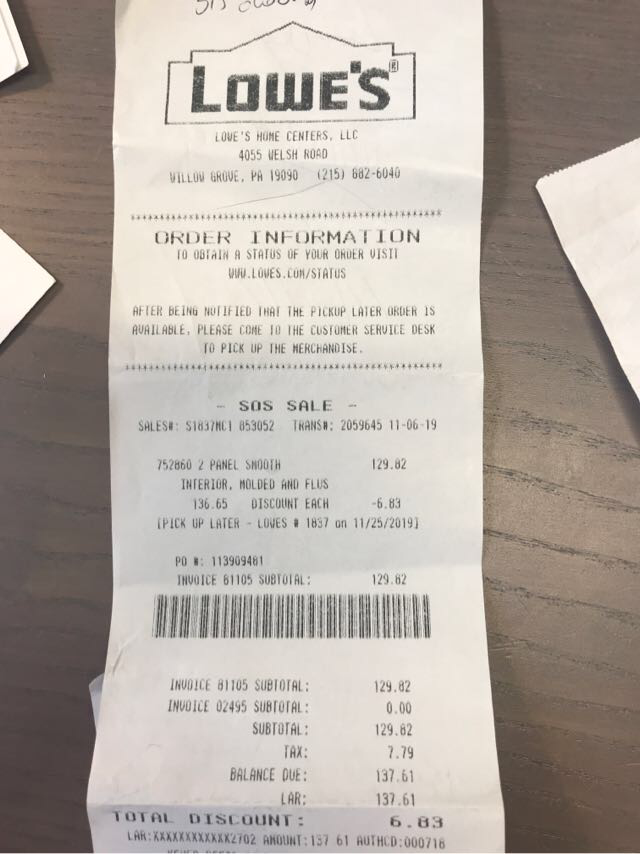 LOWE'S®
LOWE'S HOME CENTERS, LLC
4055 WELSH ROAD
WILLOW GROVE, PA 19090 (215) 682-6040
******************************************
ORDER INFORMATION
TO OBTAIN A STATUS OF YOUR ORDER VISIT
WWW.LOWES.COM/STATUS
AFTER BEING NOTIFIED THAT THE PICKUP LATER ORDER IS
AVAILABLE, PLEASE COME TO THE CUSTOMER SERVICE DESK
TO PICK UP THE MERCHANDISE.
******************************************
- SOS SALE -
SALES#: S1837MC1 853052 TRANS#: 2059645 11-06-19
752860 2 PANEL SMOOTH 129.82
INTERIOR, MOLDED AND FLUS
136.65 DISCOUNT EACH -6.83
[PICK UP LATER - LOWES # 1837 on 11/25/2019]
PO #: 113909481
INVOICE 81105 SUBTOTAL: 129.82
INVOICE 81105 SUBTOTAL: 129.82
INVOICE 02495 SUBTOTAL: 0.00
SUBTOTAL: 129.82
TAX: 7.79
BALANCE DUE: 137.61
LAR: 137.61
TOTAL DISCOUNT: 6.83
LAR:XXXXXXXXXXXX2702 AMOUNT:137 61 AUTHCD:000718